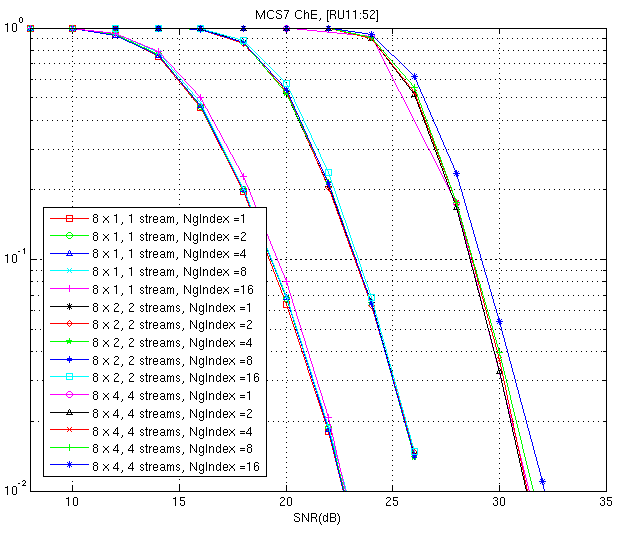 MCS7 ChE, [RU11:52]
10^0
10^-1
10^-2
8 × 1, 1 stream, NgIndex =1
8 × 1, 1 stream, NgIndex =2
8 × 1, 1 stream, NgIndex =4
8 × 1, 1 stream, NgIndex =8
8 × 1, 1 stream, NgIndex =16
8 × 2, 2 streams, NgIndex =1
8 × 2, 2 streams, NgIndex =2
8 × 2, 2 streams, NgIndex =4
8 × 2, 2 streams, NgIndex =8
8 × 2, 2 streams, NgIndex =16
8 × 4, 4 streams, NgIndex =1
8 × 4, 4 streams, NgIndex =2
8 × 4, 4 streams, NgIndex =4
8 × 4, 4 streams, NgIndex =8
8 × 4, 4 streams, NgIndex =16
10 15 20 25 30 35
SNR(dB)